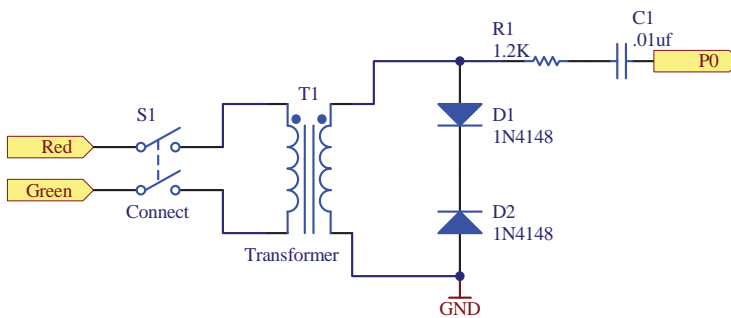 C1
.01uf
R1
1.2K
P0
T1
S1
D1
1N4148
Red
Green
Connect
D2
1N4148
Transformer
GND